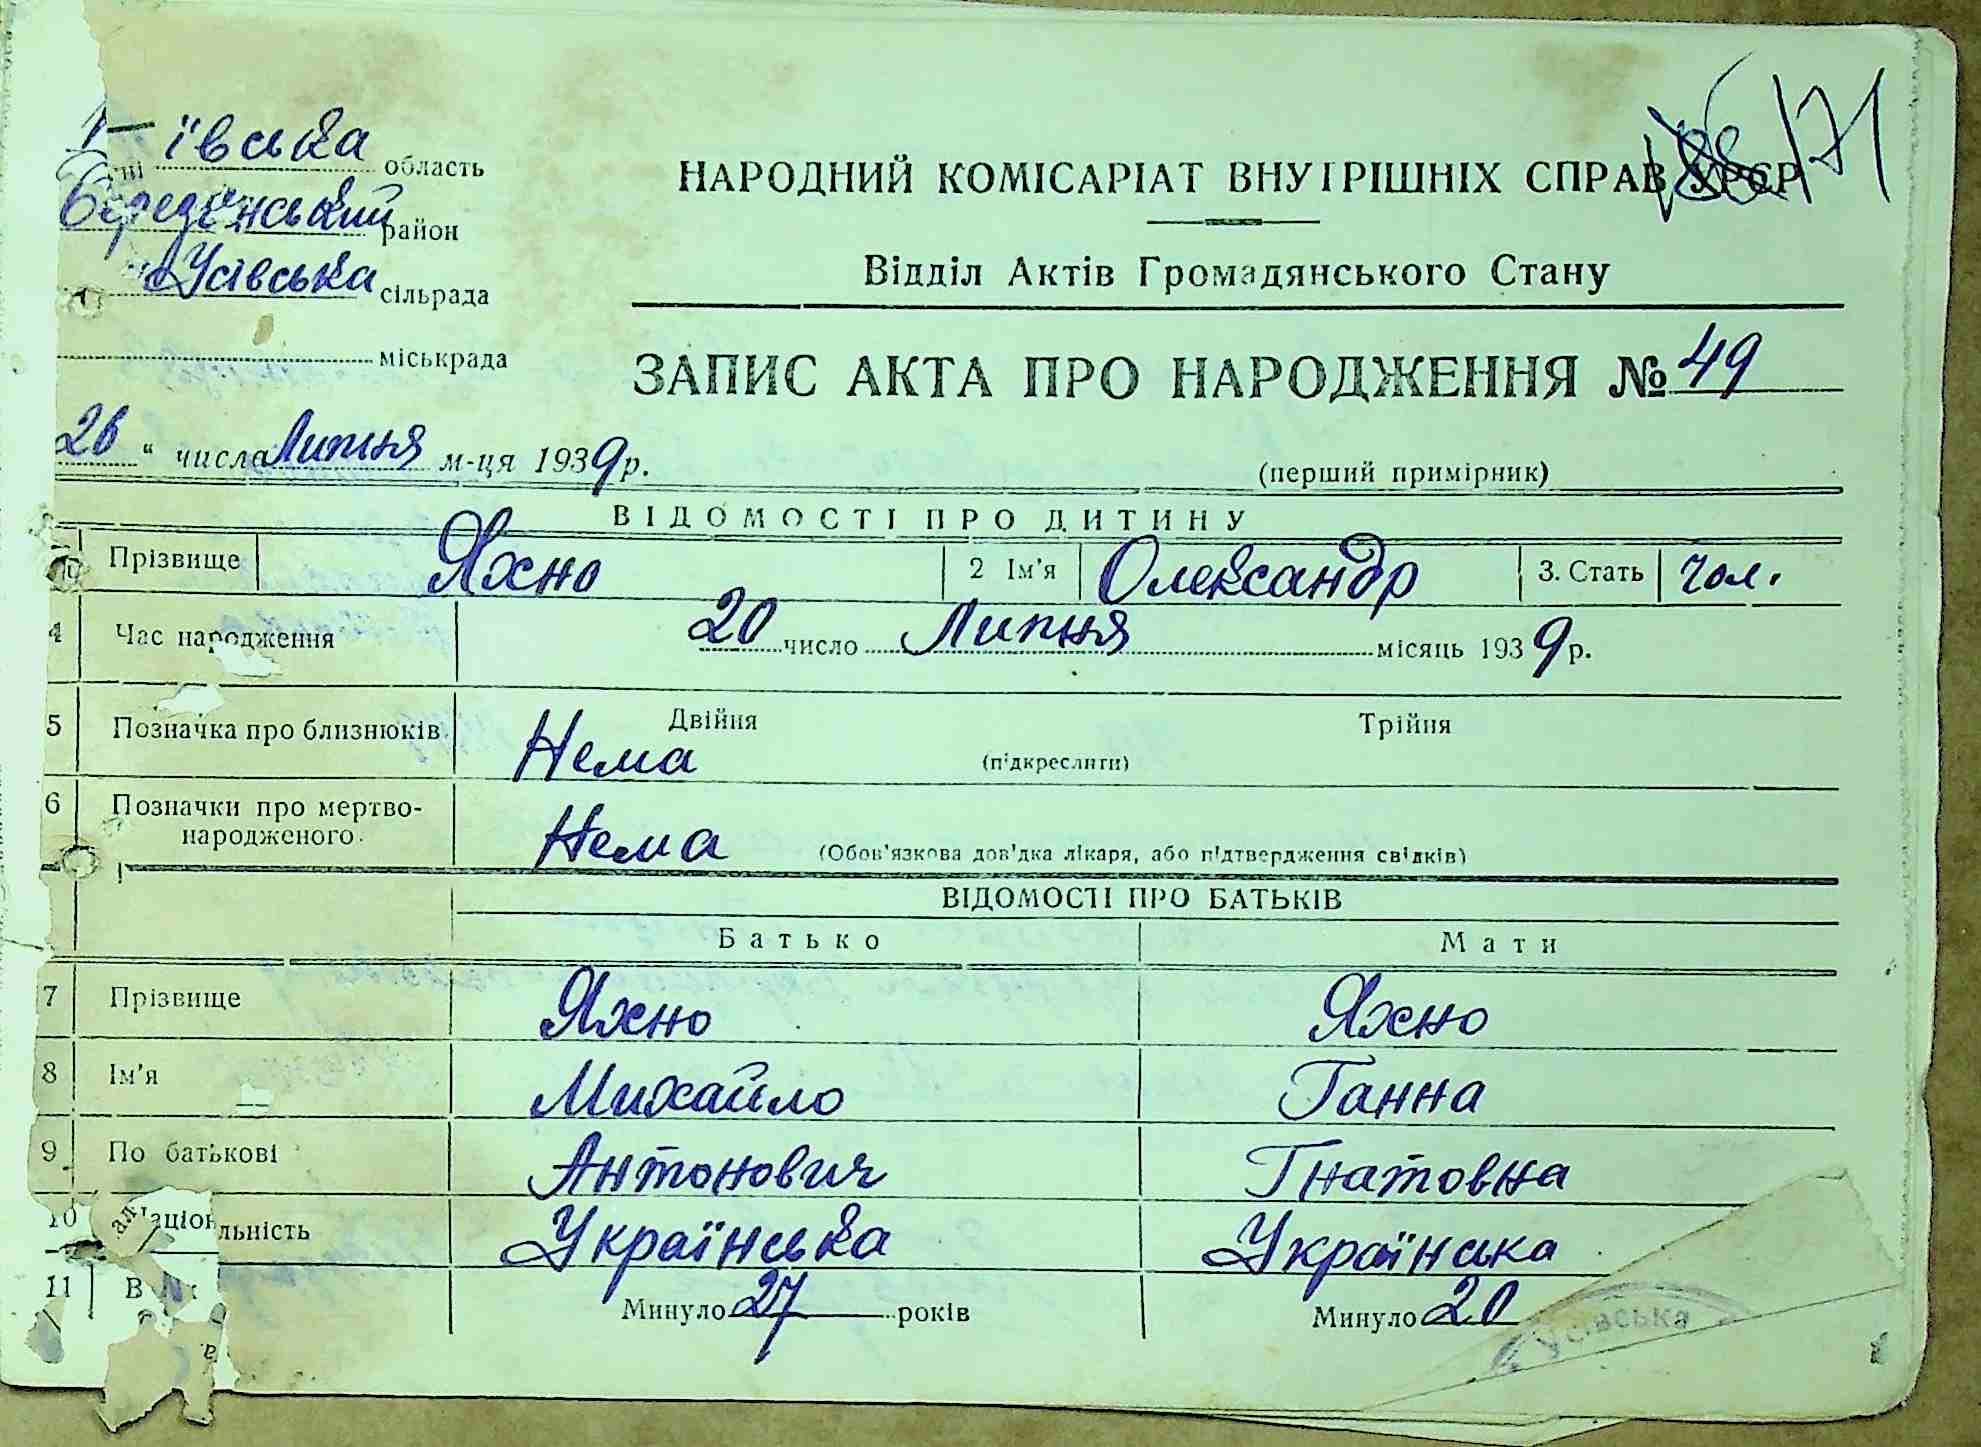 ївська область
район
Усівська сільрада
міськрада
НАРОДНИЙ КОМІСАРІАТ ВНУТРІШНІХ СПРАВ УРСР
171
Відділ Актів Громадянського Стану
ЗАПИС АКТА ПРО НАРОДЖЕННЯ № 49
26 " числа Липня м-ця 1939 р.
(перший примірник)
ВІДОМОСТІ ПРО ДИТИНУ
Прізвище Яхно 2 Ім'я Олександр 3. Стать чол.
4 Час народження 20 число Липня місяць 1939 р.
5 Позначка про близнюків Нема Двійня Трійня
(підкреслити)
6 Позначки про мертво-
народженого. Нема (Обов'язкова довідка лікаря, або підтвердження свідків)
ВІДОМОСТІ ПРО БАТЬКІВ
Батько Мати
7 Прізвище Яхно Яхно
8 Ім'я Михайло Ганна
9 По батькові Антонович Гнатовна
10 Націон льність Українська Українська
11 В Минуло 27 років Минуло 20
Усівська